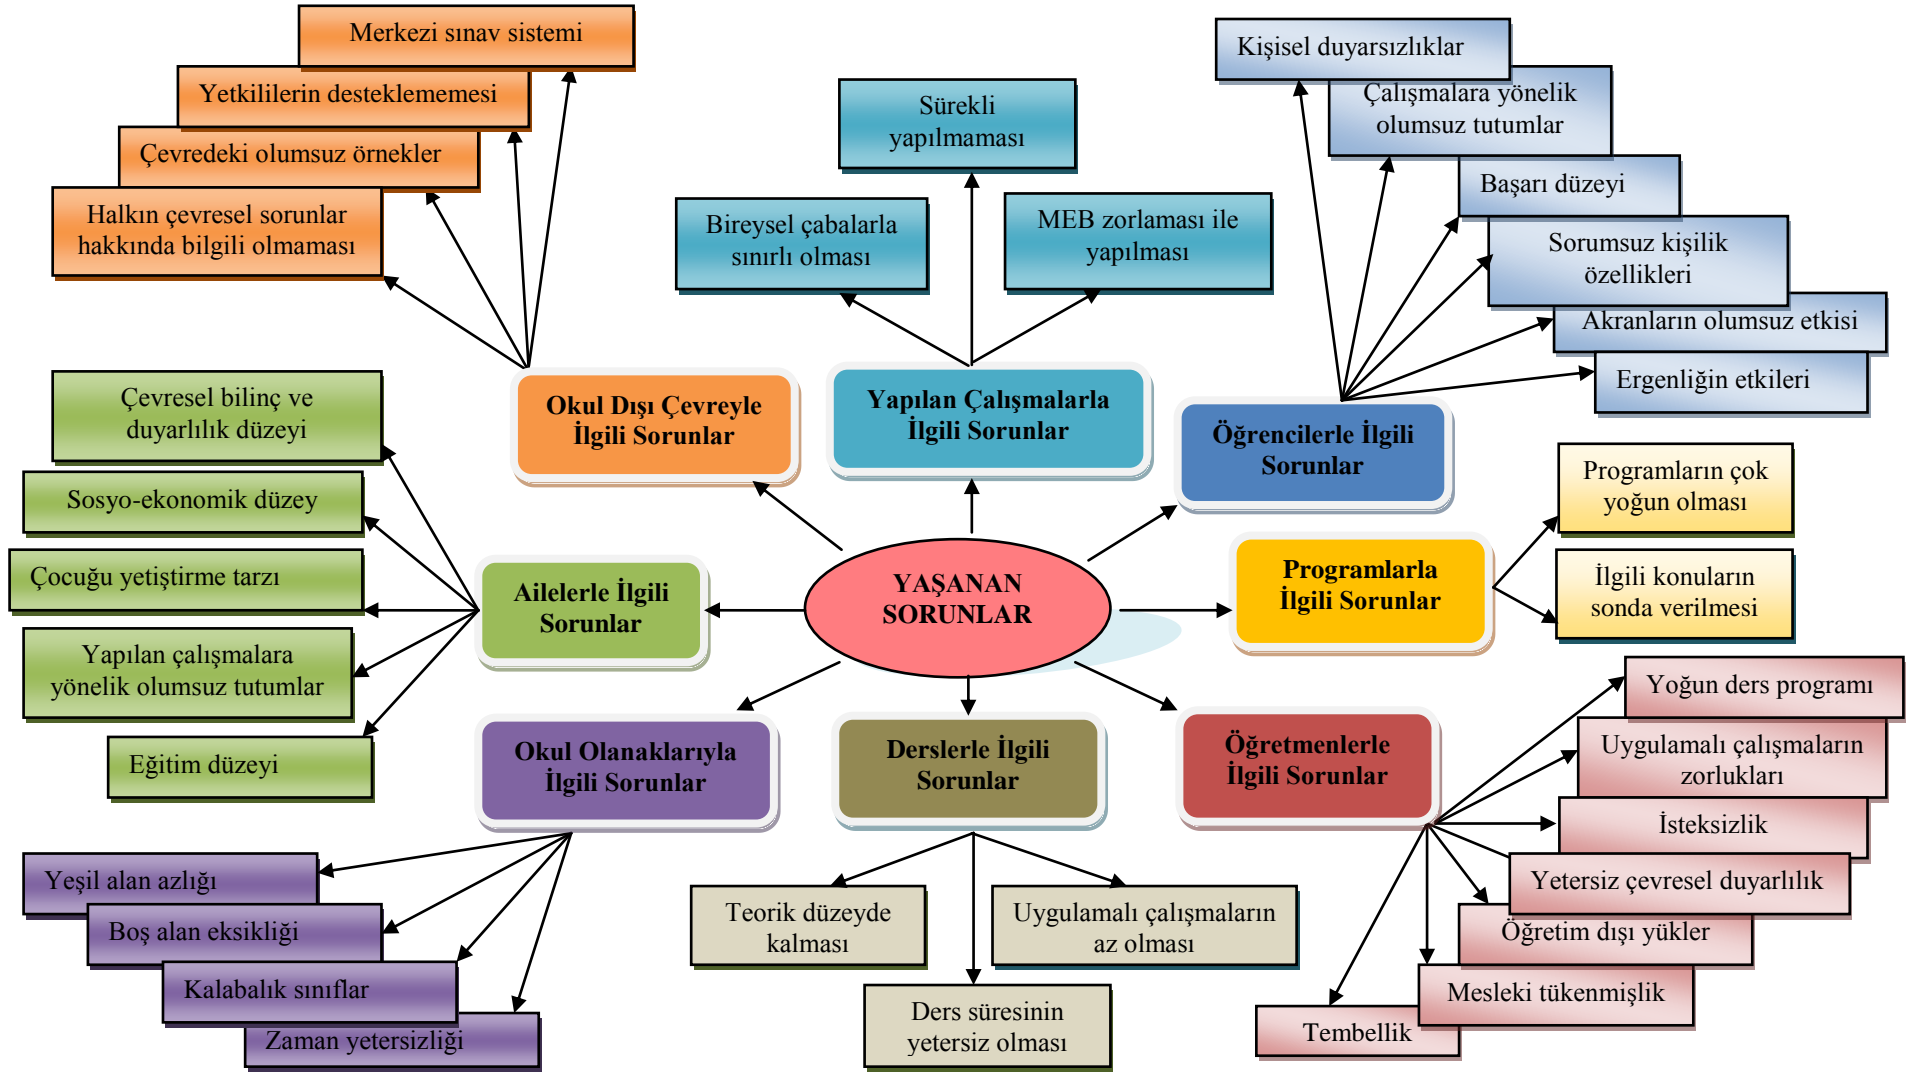 Merkezi sınav sistemi
Yetkililerin desteklememesi
Çevredeki olumsuz örnekler
Halkın çevresel sorunlar
hakkında bilgili olmaması
Sürekli
yapılmaması
Bireysel çabalarla
sınırlı olması
MEB zorlaması ile
yapılması
Kişisel duyarsızlıklar
Çalışmalara yönelik
olumsuz tutumlar
Başarı düzeyi
Sorumsuz kişilik
özellikleri
Akranların olumsuz etkisi
Ergenliğin etkileri
Okul Dışı Çevreyle
İlgili Sorunlar
Yapılan Çalışmalarla
İlgili Sorunlar
Öğrencilerle İlgili
Sorunlar
Çevresel bilinç ve
duyarlılık düzeyi
Sosyo-ekonomik düzey
Çocuğu yetiştirme tarzı
Yapılan çalışmalara
yönelik olumsuz tutumlar
Eğitim düzeyi
Ailelerle İlgili
Sorunlar
YAŞANAN
SORUNLAR
Programlarla
İlgili Sorunlar
Programların çok
yoğun olması
İlgili konuların
sonda verilmesi
Okul Olanaklarıyla
İlgili Sorunlar
Derslerle İlgili
Sorunlar
Öğretmenlerle
İlgili Sorunlar
Yoğun ders programı
Uygulamalı çalışmaların
zorlukları
İsteksizlik
Yetersiz çevresel duyarlılık
Öğretim dışı yükler
Mesleki tükenmişlik
Tembellik
Yeşil alan azlığı
Boş alan eksikliği
Kalabalık sınıflar
Zaman yetersizliği
Teorik düzeyde
kalması
Uygulamalı çalışmaların
az olması
Ders süresinin
yetersiz olması